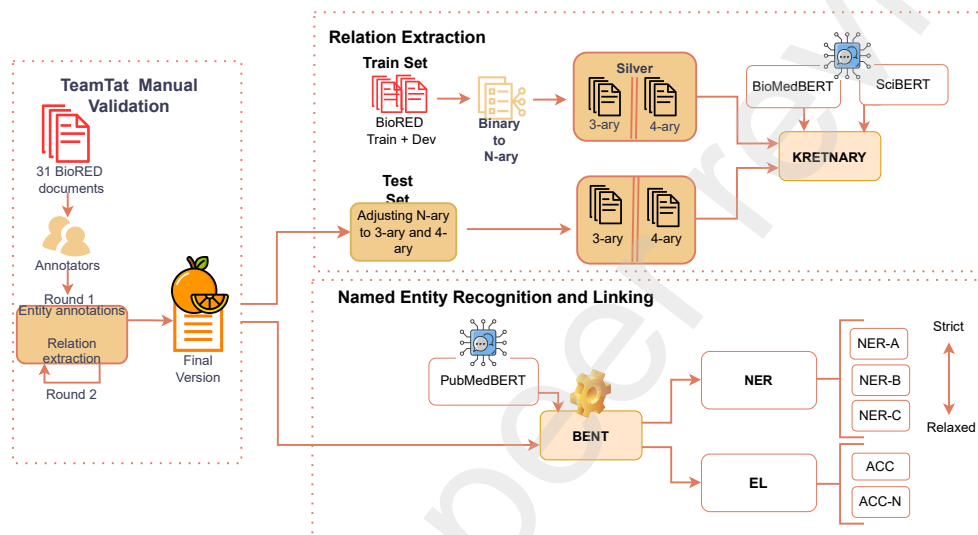 TeamTat Manual
Validation
31 BioRED
documents
Annotators
Round 1
Entity annotations
Relation
extraction
Round 2
Final
Version
Relation Extraction
Train Set
BioRED
Train + Dev
Binary
to
N-ary
Silver
3-ary
4-ary
BioMedBERT
SciBERT
KRETNARY
Test
Set
Adjusting N-ary
to 3-ary and 4-
ary
3-ary
4-ary
Named Entity Recognition and Linking
PubMedBERT
BENT
NER
EL
NER-A
NER-B
NER-C
ACC
ACC-N
Strict
Relaxed